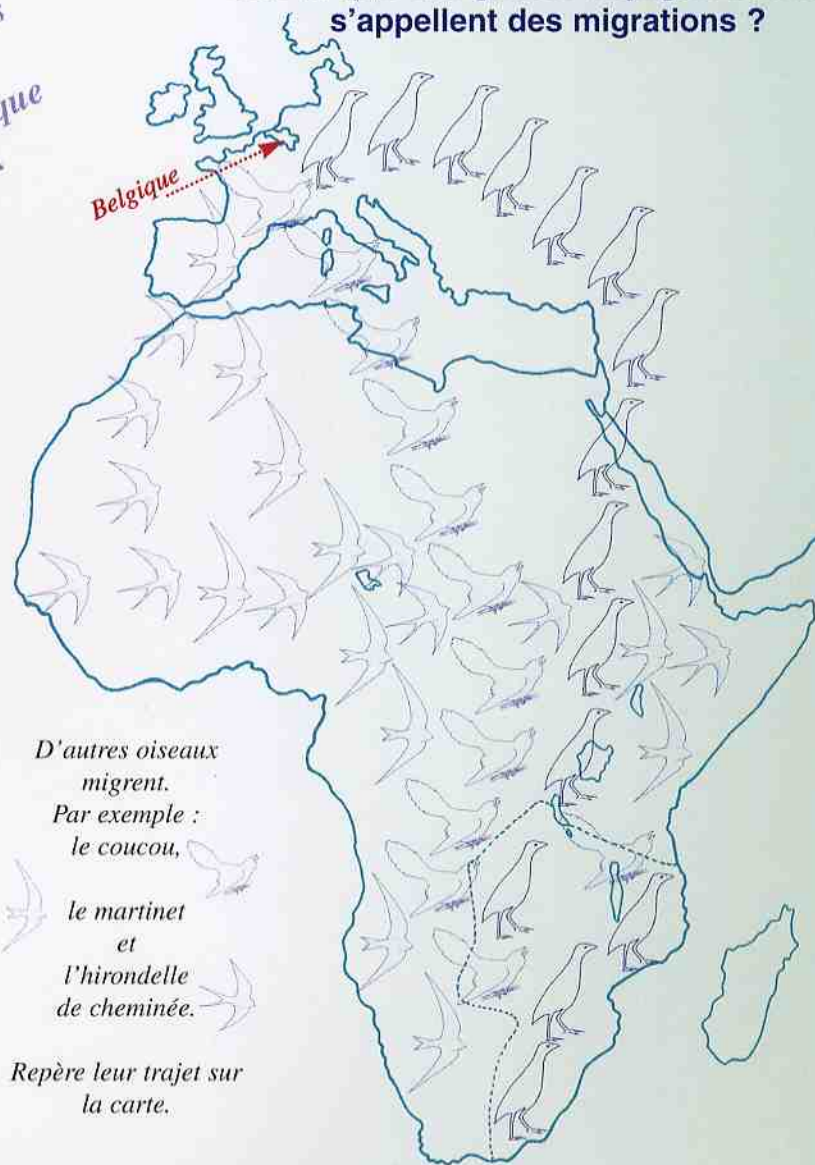 s'appellent des migrations ?
que
Belgique
D'autres oiseaux
migrent.
Par exemple :
le coucou,
le martinet
et
l'hirondelle
de cheminée.
Repère leur trajet sur
la carte.